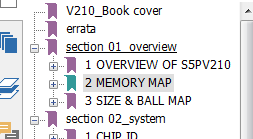 V210_Book cover
errata
section 01_overview
1 OVERVIEW OF S5PV210
2 MEMORY MAP
3 SIZE & BALL MAP
section 02_system
1 CHIP ID